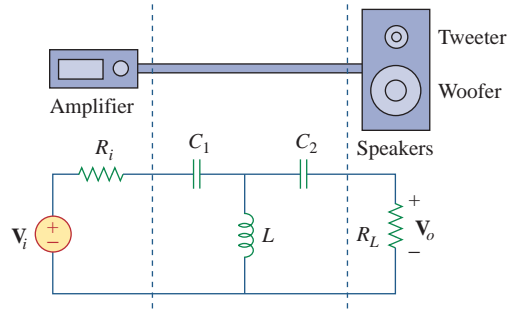 Tweeter
Woofer
Amplifier
Speakers
R_i
C_1
C_2
+
V_i
+
−
L
R_L
V_o
−